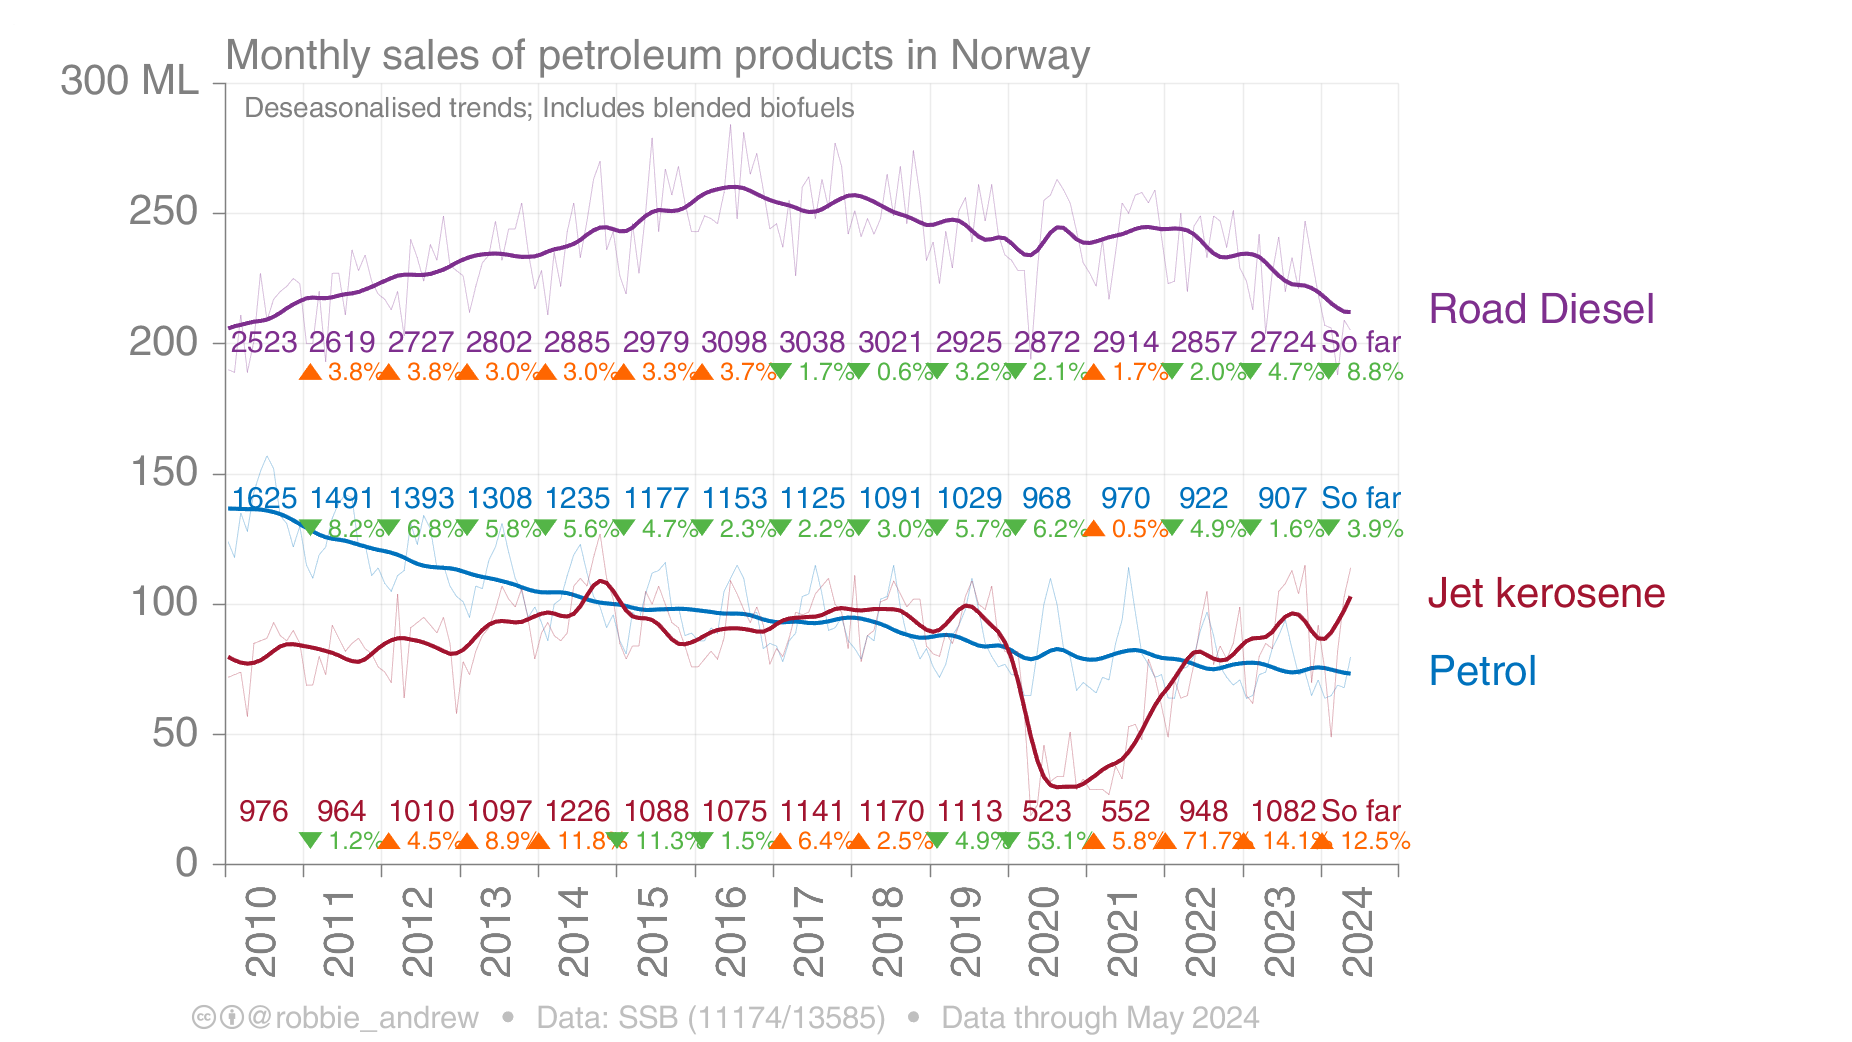 Monthly sales of petroleum products in Norway
300 ML
Deseasonalised trends; Includes blended biofuels
250
Road Diesel
200
2523 2619 2727 2802 2885 2979 3098 3038 3021 2925 2872 2914 2857 2724 So far
3.8% 3.8% 3.0% 3.0% 3.3% 3.7% 1.7% 0.6% 3.2% 2.1% 1.7% 2.0% 4.7% 8.8%
150
1625 1491 1393 1308 1235 1177 1153 1125 1091 1029 968 970 922 907 So far
8.2% 6.8% 5.8% 5.6% 4.7% 2.3% 2.2% 3.0% 5.7% 6.2% 0.5% 4.9% 1.6% 3.9%
Jet kerosene
100
Petrol
50
976 964 1010 1097 1226 1088 1075 1141 1170 1113 523 552 948 1082 So far
1.2% 4.5% 8.9% 11.8% 11.3% 1.5% 6.4% 2.5% 4.9% 53.1% 5.8% 71.7% 14.1% 12.5%
0
2010 2011 2012 2013 2014 2015 2016 2017 2018 2019 2020 2021 2022 2023 2024
@robbie_andrew • Data: SSB (11174/13585) • Data through May 2024